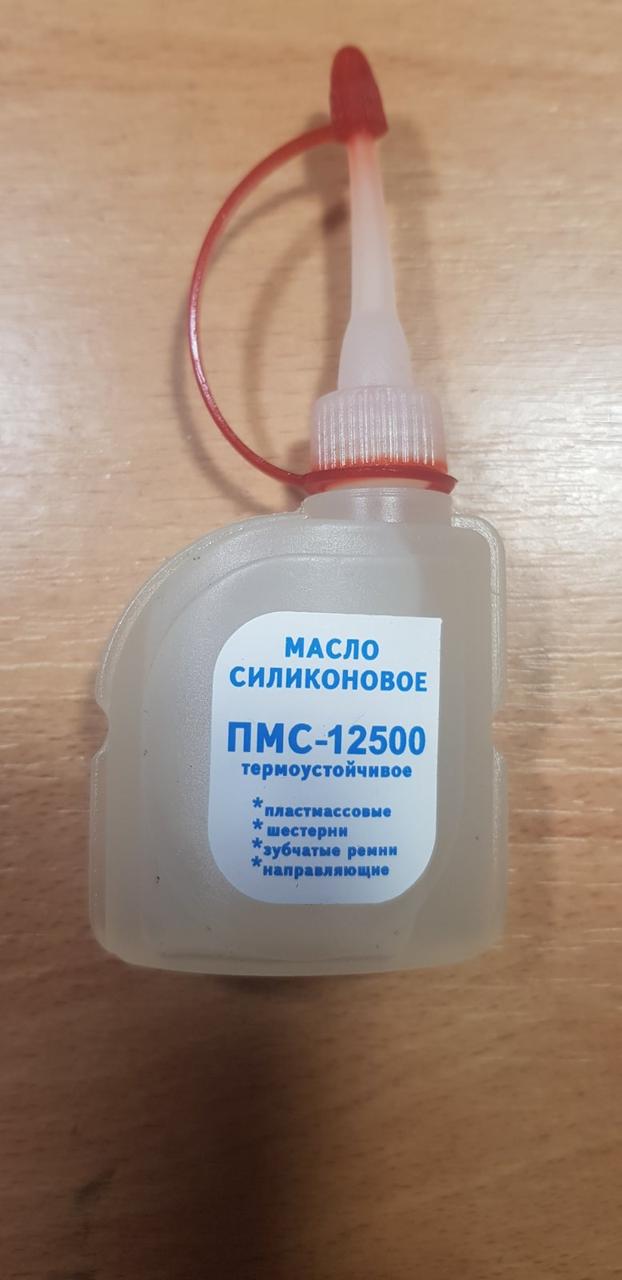 МАСЛО
СИЛИКОНОВОЕ
ПМС-12500
термоустойчивое
*пластмассовые
*шестерни
*зубчатые ремни
*направляющие